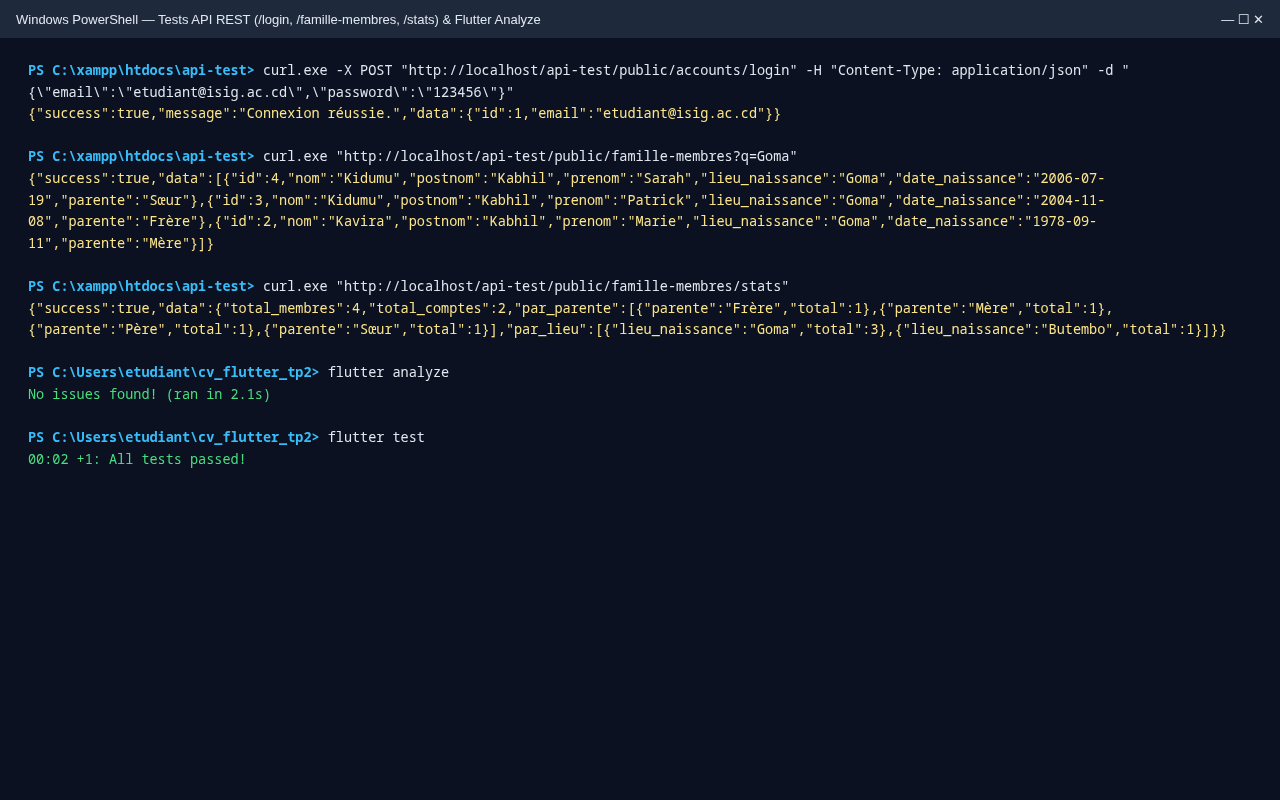 Windows PowerShell — Tests API REST (/login, /famille-membres, /stats) & Flutter Analyze
— ☐ ✕
PS C:\xampp\htdocs\api-test> curl.exe -X POST "http://localhost/api-test/public/accounts/login" -H "Content-Type: application/json" -d "
{\"email\":\"etudiant@isig.ac.cd\",\"password\":\"123456\"}"
{"success":true,"message":"Connexion réussie.","data":{"id":1,"email":"etudiant@isig.ac.cd"}}
PS C:\xampp\htdocs\api-test> curl.exe "http://localhost/api-test/public/famille-membres?q=Goma"
{"success":true,"data":[{"id":4,"nom":"Kidumu","postnom":"Kabhil","prenom":"Sarah","lieu_naissance":"Goma","date_naissance":"2006-07-
19","parente":"Sœur"},{"id":3,"nom":"Kidumu","postnom":"Kabhil","prenom":"Patrick","lieu_naissance":"Goma","date_naissance":"2004-11-
08","parente":"Frère"},{"id":2,"nom":"Kavira","postnom":"Kabhil","prenom":"Marie","lieu_naissance":"Goma","date_naissance":"1978-09-
11","parente":"Mère"}]}
PS C:\xampp\htdocs\api-test> curl.exe "http://localhost/api-test/public/famille-membres/stats"
{"success":true,"data":{"total_membres":4,"total_comptes":2,"par_parente":[{"parente":"Frère","total":1},{"parente":"Mère","total":1},
{"parente":"Père","total":1},{"parente":"Sœur","total":1}],"par_lieu":[{"lieu_naissance":"Goma","total":3},{"lieu_naissance":"Butembo","total":1}]}}
PS C:\Users\etudiant\cv_flutter_tp2> flutter analyze
No issues found! (ran in 2.1s)
PS C:\Users\etudiant\cv_flutter_tp2> flutter test
00:02 +1: All tests passed!